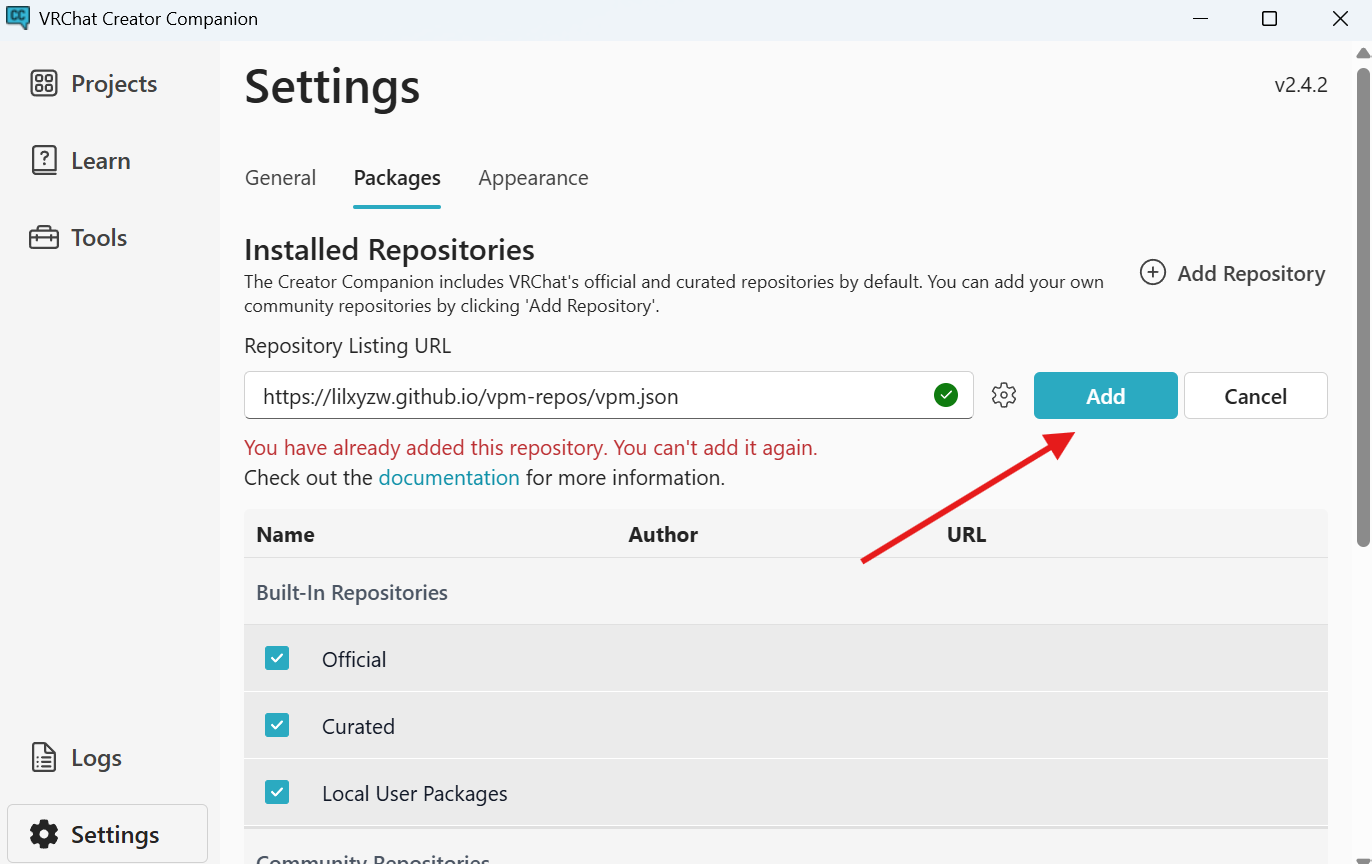 VRChat Creator Companion
Projects
Learn
Tools
Logs
Settings
Settings
v2.4.2
General Packages Appearance
Installed Repositories
The Creator Companion includes VRChat's official and curated repositories by default. You can add your own
community repositories by clicking 'Add Repository'.
Add Repository
Repository Listing URL
https://lilxyzw.github.io/vpm-repos/vpm.json
Add
Cancel
You have already added this repository. You can't add it again.
Check out the documentation for more information.
Name Author URL
Built-In Repositories
Official
Curated
Local User Packages
Community Repositories